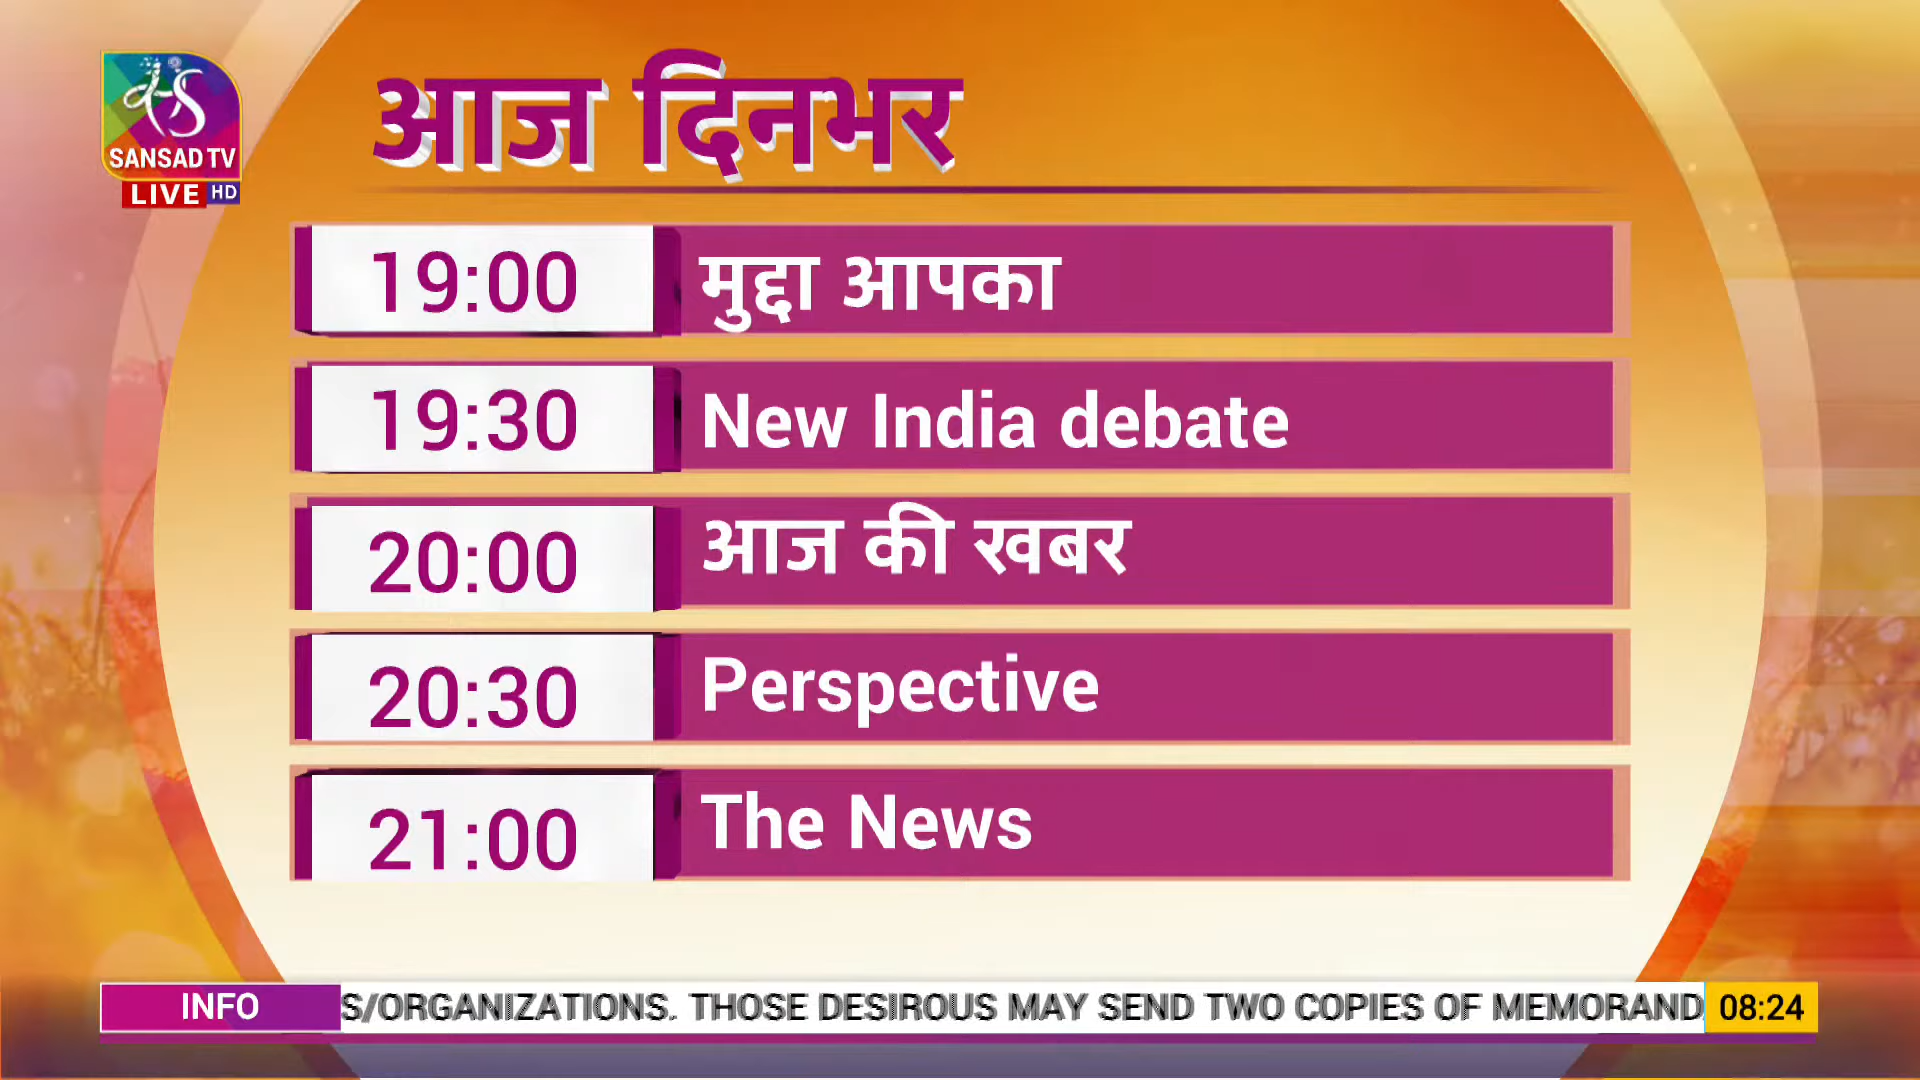 SANSAD TV
LIVE HD
आज दिनभर
19:00 मुद्दा आपका
19:30 New India debate
20:00 आज की खबर
20:30 Perspective
21:00 The News
INFO S/ORGANIZATIONS. THOSE DESIROUS MAY SEND TWO COPIES OF MEMORAND 08:24